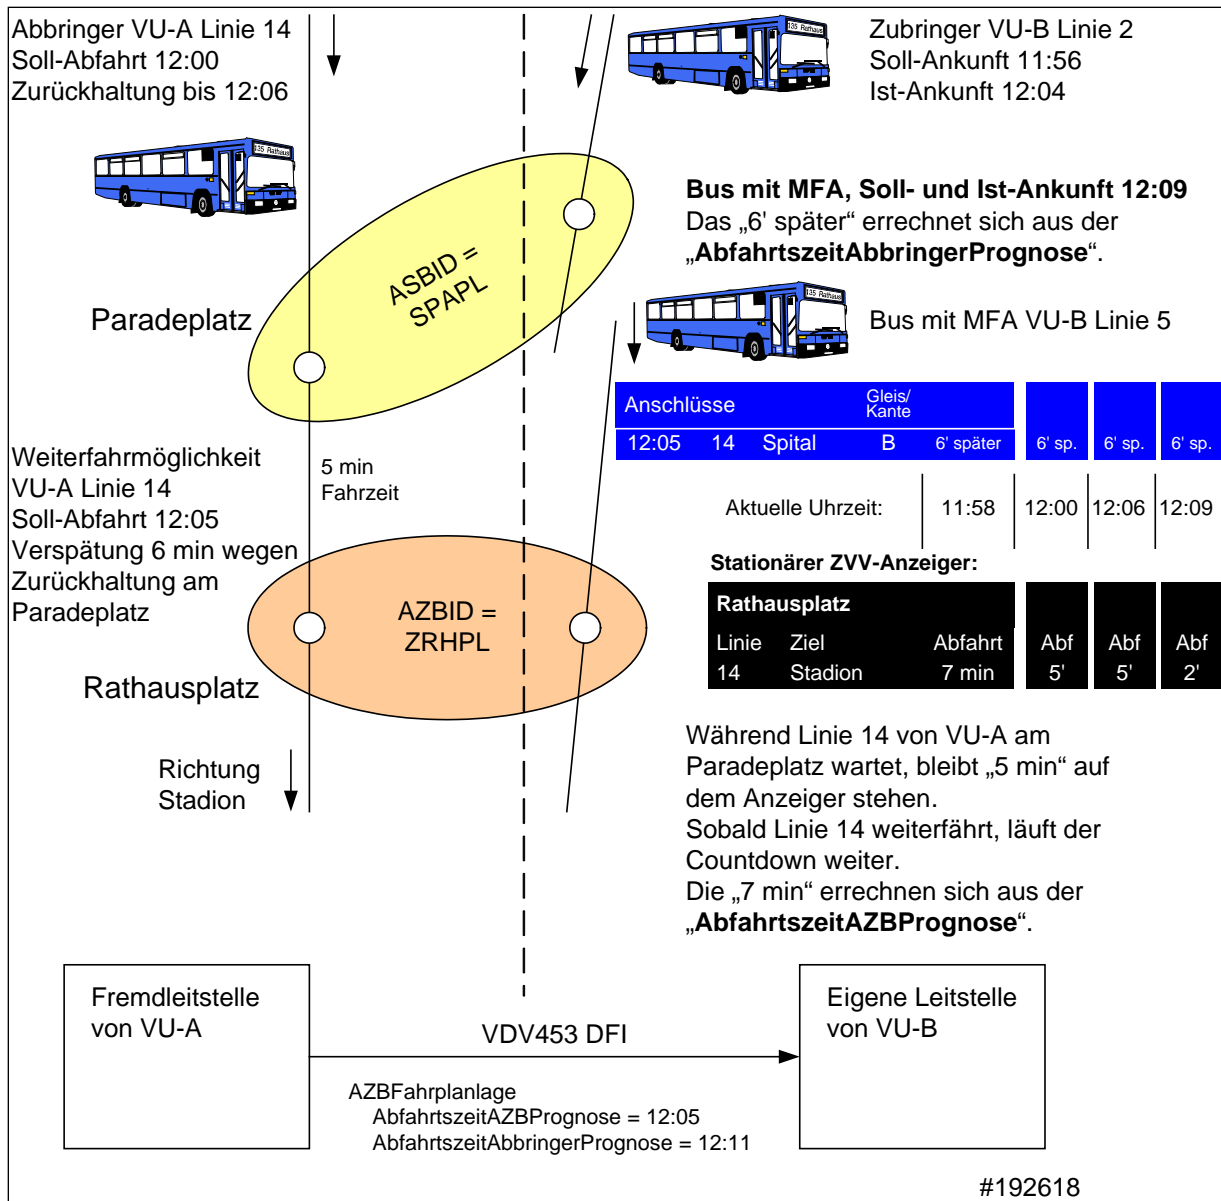 Abbringer VU-A Linie 14
Soll-Abfahrt 12:00
Zurückhaltung bis 12:06
135 Rathaus
135 Rathaus
Zubringer VU-B Linie 2
Soll-Ankunft 11:56
Ist-Ankunft 12:04
Bus mit MFA, Soll- und Ist-Ankunft 12:09
Das „6' später“ errechnet sich aus der
„AbfahrtszeitAbbringerPrognose“.
ASBID =
SPAPL
Paradeplatz
135 Rathaus
Bus mit MFA VU-B Linie 5
Anschlüsse Gleis/
Kante
12:05 14 Spital B 6' später 6' sp. 6' sp. 6' sp.
Aktuelle Uhrzeit: 11:58 12:00 12:06 12:09
Weiterfahrmöglichkeit
VU-A Linie 14
Soll-Abfahrt 12:05
Verspätung 6 min wegen
Zurückhaltung am
Paradeplatz
5 min
Fahrzeit
Stationärer ZVV-Anzeiger:
Rathausplatz
Linie Ziel Abfahrt Abf Abf Abf
14 Stadion 7 min 5' 5' 2'
AZBID =
ZRHPL
Rathausplatz
Richtung
Stadion
Während Linie 14 von VU-A am
Paradeplatz wartet, bleibt „5 min“ auf
dem Anzeiger stehen.
Sobald Linie 14 weiterfährt, läuft der
Countdown weiter.
Die „7 min“ errechnen sich aus der
„AbfahrtszeitAZBPrognose“.
Fremdleitstelle
von VU-A
VDV453 DFI
Eigene Leitstelle
von VU-B
AZBFahrplanlage
AbfahrtszeitAZBPrognose = 12:05
AbfahrtszeitAbbringerPrognose = 12:11
#192618